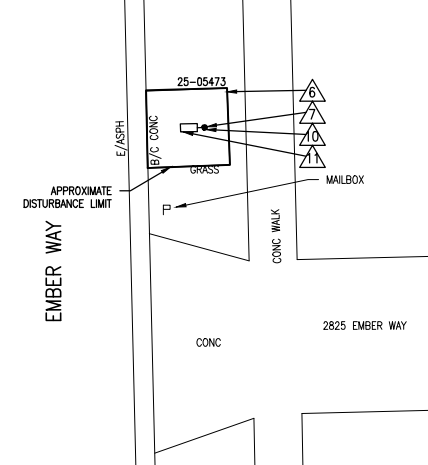 25-05473
6
7
10
11
E/ASPH
B/C CONC
GRASS
APPROXIMATE
DISTURBANCE LIMIT
MAILBOX
EMBER WAY
CONC WALK
2825 EMBER WAY
CONC